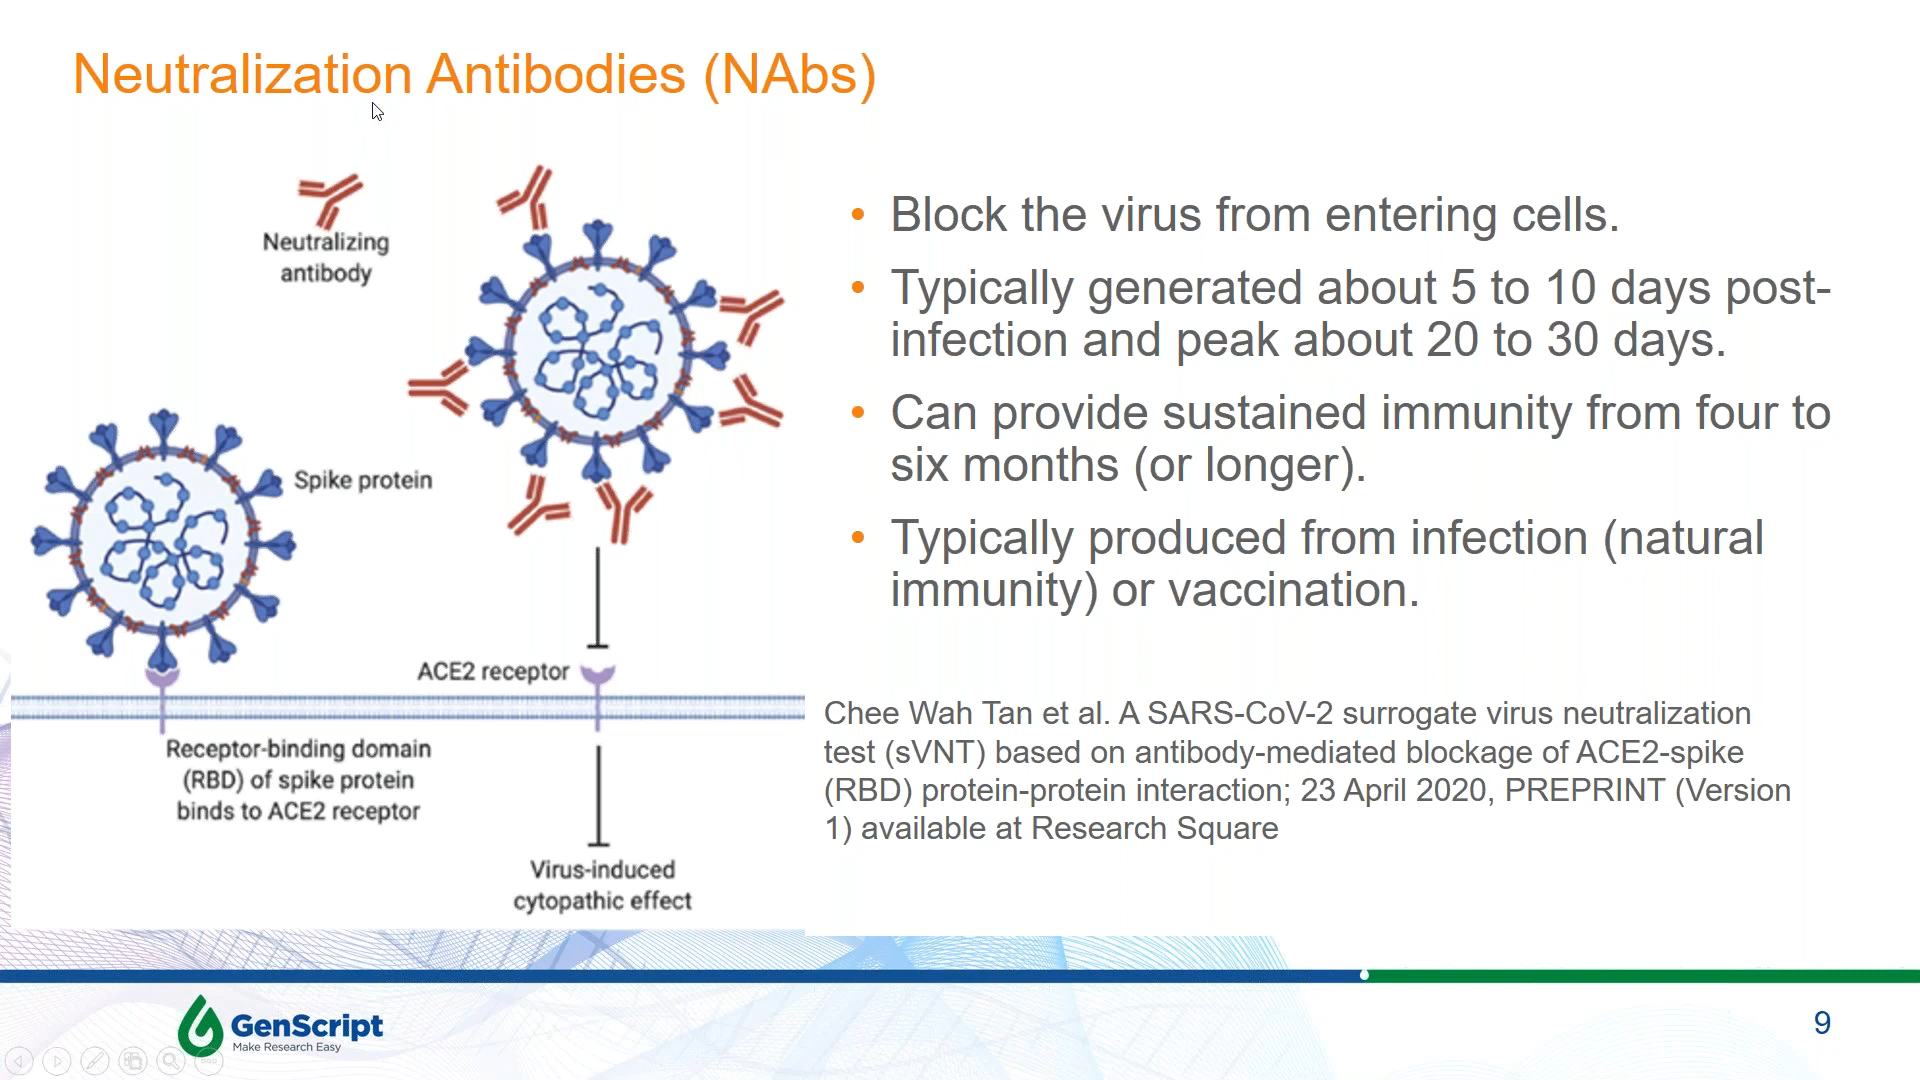 Neutralization Antibodies (NAbs)
Neutralizing
antibody
Spike protein
ACE2 receptor
Receptor-binding domain
(RBD) of spike protein
binds to ACE2 receptor
Virus-induced
cytopathic effect
• Block the virus from entering cells.
• Typically generated about 5 to 10 days post-
infection and peak about 20 to 30 days.
• Can provide sustained immunity from four to
six months (or longer).
• Typically produced from infection (natural
immunity) or vaccination.
Chee Wah Tan et al. A SARS-CoV-2 surrogate virus neutralization
test (sVNT) based on antibody-mediated blockage of ACE2-spike
(RBD) protein-protein interaction; 23 April 2020, PREPRINT (Version
1) available at Research Square
GenScript
Make Research Easy
9